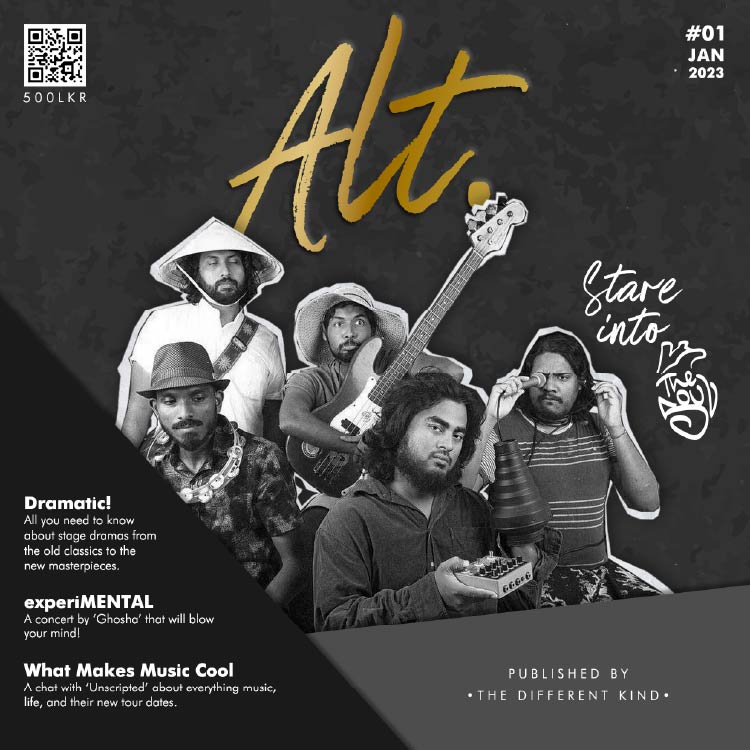 500LKR
#01
JAN
2023
Alt.
Stare
into
The
Soul
Dramatic!
All you need to know
about stage dramas from
the old classics to the
new masterpieces.
experiMENTAL
A concert by ‘Ghosha’ that will blow
your mind!
What Makes Music Cool
A chat with ‘Unscripted’ about everything music,
life, and their new tour dates.
PUBLISHED BY
•THE DIFFERENT KIND•